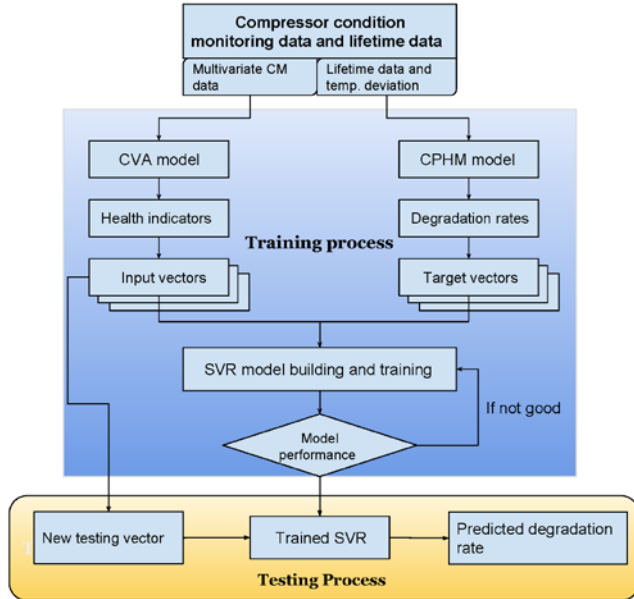 Compressor condition
monitoring data and lifetime data
Multivariate CM
data
Lifetime data and
temp. deviation
CVA model
CPHM model
Health indicators
Degradation rates
Training process
Input vectors
Target vectors
SVR model building and training
If not good
Model
performance
New testing vector
Trained SVR
Predicted degradation
rate
Testing Process